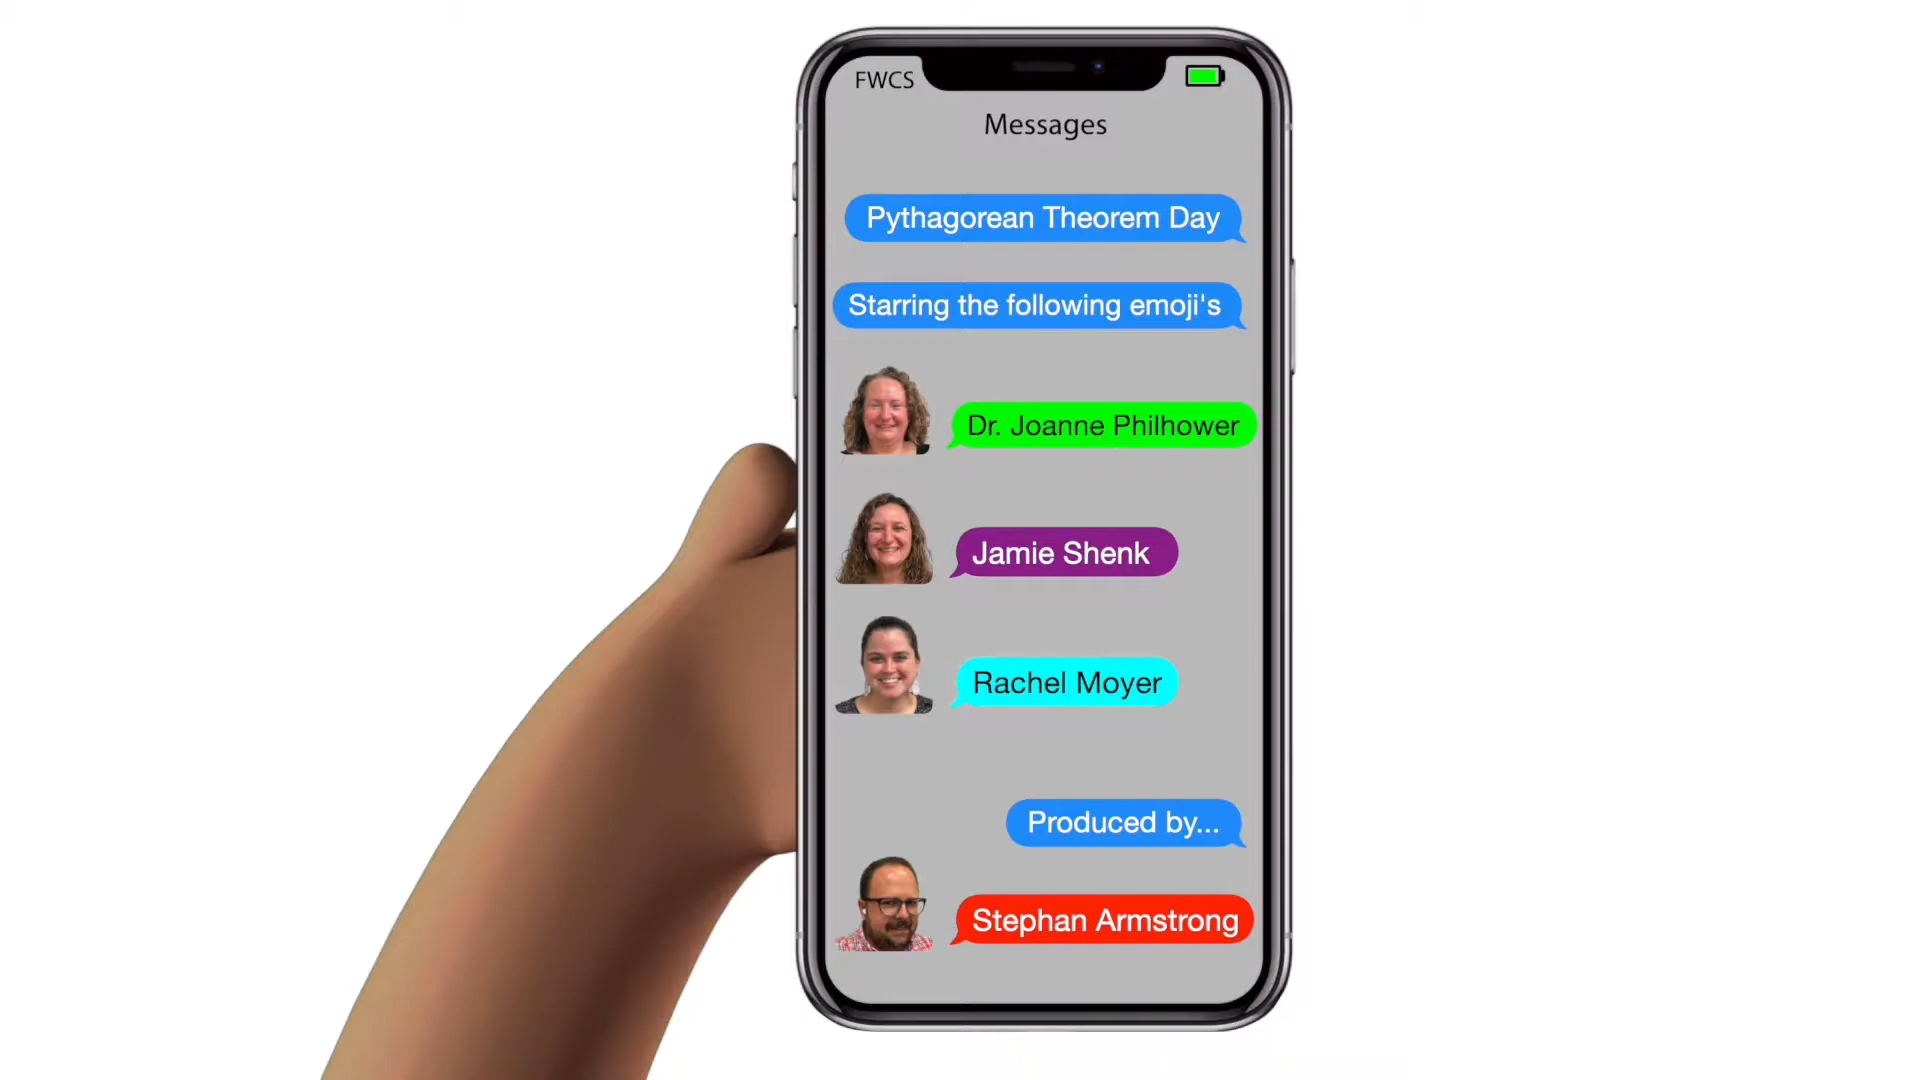 FWCS
Messages
Pythagorean Theorem Day
Starring the following emoji's
Dr. Joanne Philhower
Jamie Shenk
Rachel Moyer
Produced by...
Stephan Armstrong